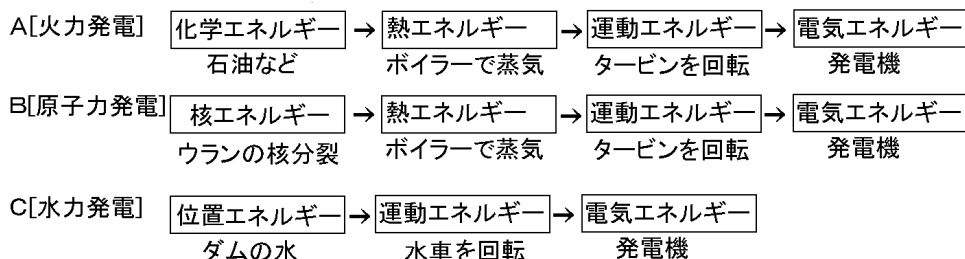 A[火力発電] 化学エネルギー → 熱エネルギー → 運動エネルギー → 電気エネルギー
石油など ボイラーで蒸気 タービンを回転 発電機
B[原子力発電] 核エネルギー → 熱エネルギー → 運動エネルギー → 電気エネルギー
ウランの核分裂 ボイラーで蒸気 タービンを回転 発電機
C[水力発電] 位置エネルギー → 運動エネルギー → 電気エネルギー
ダムの水 水車を回転 発電機